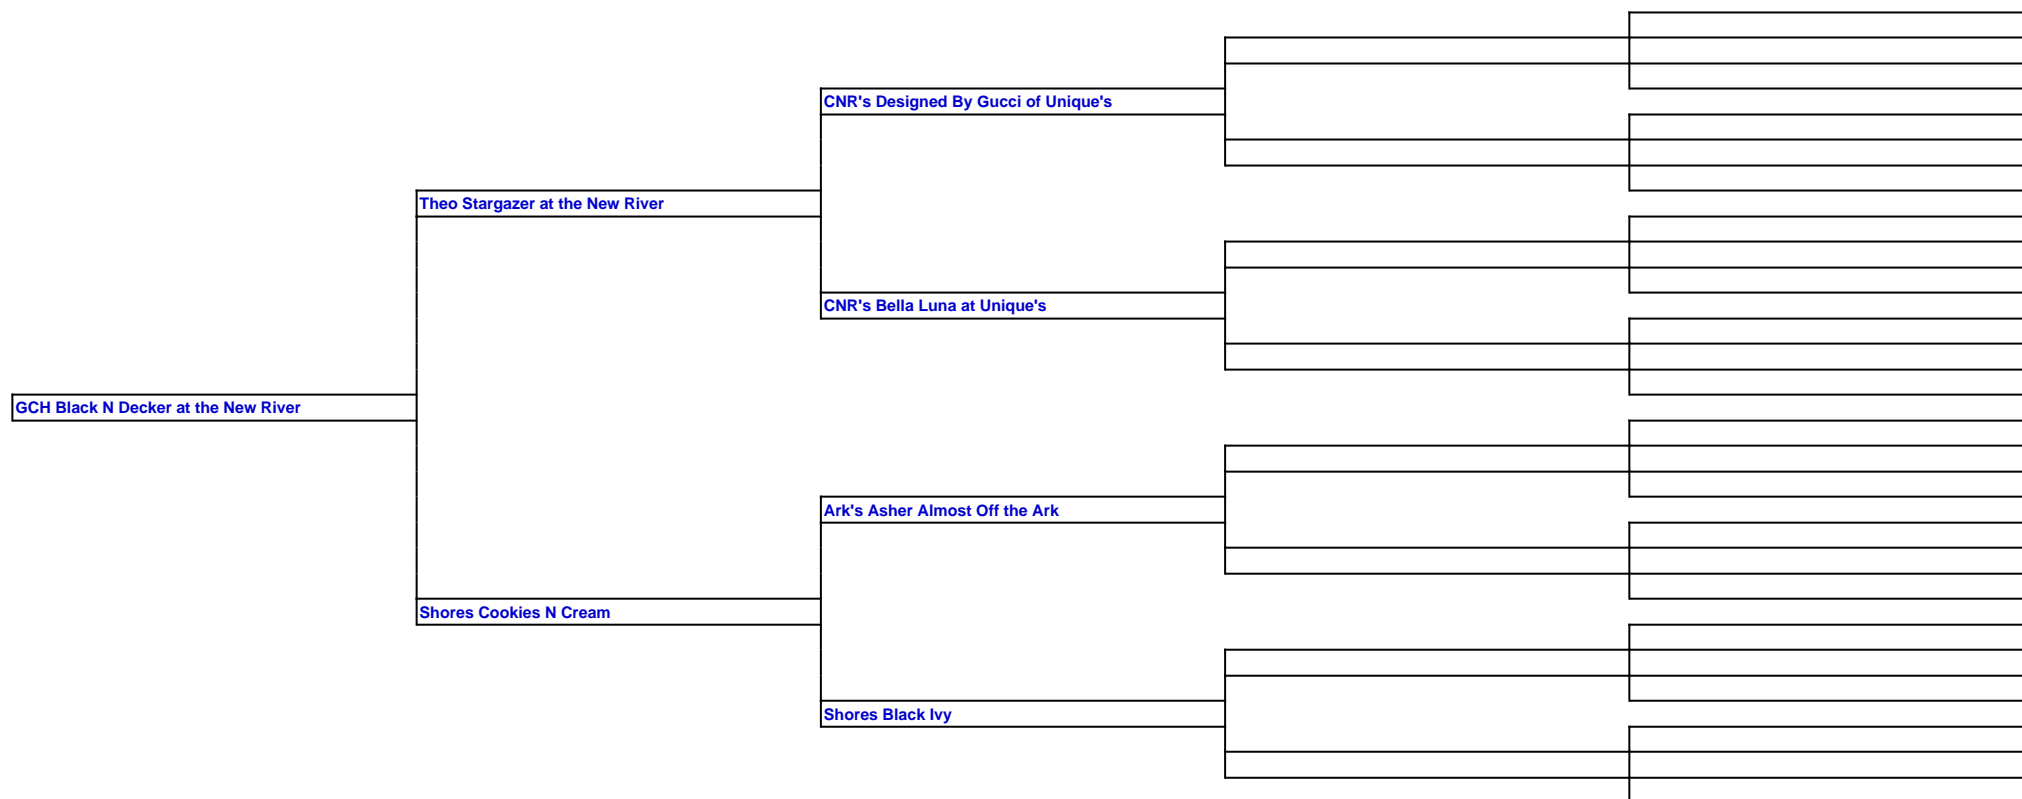 CNR's Designed By Gucci of Unique's
Theo Stargazer at the New River
CNR's Bella Luna at Unique's
GCH Black N Decker at the New River
Ark's Asher Almost Off the Ark
Shores Cookies N Cream
Shores Black Ivy